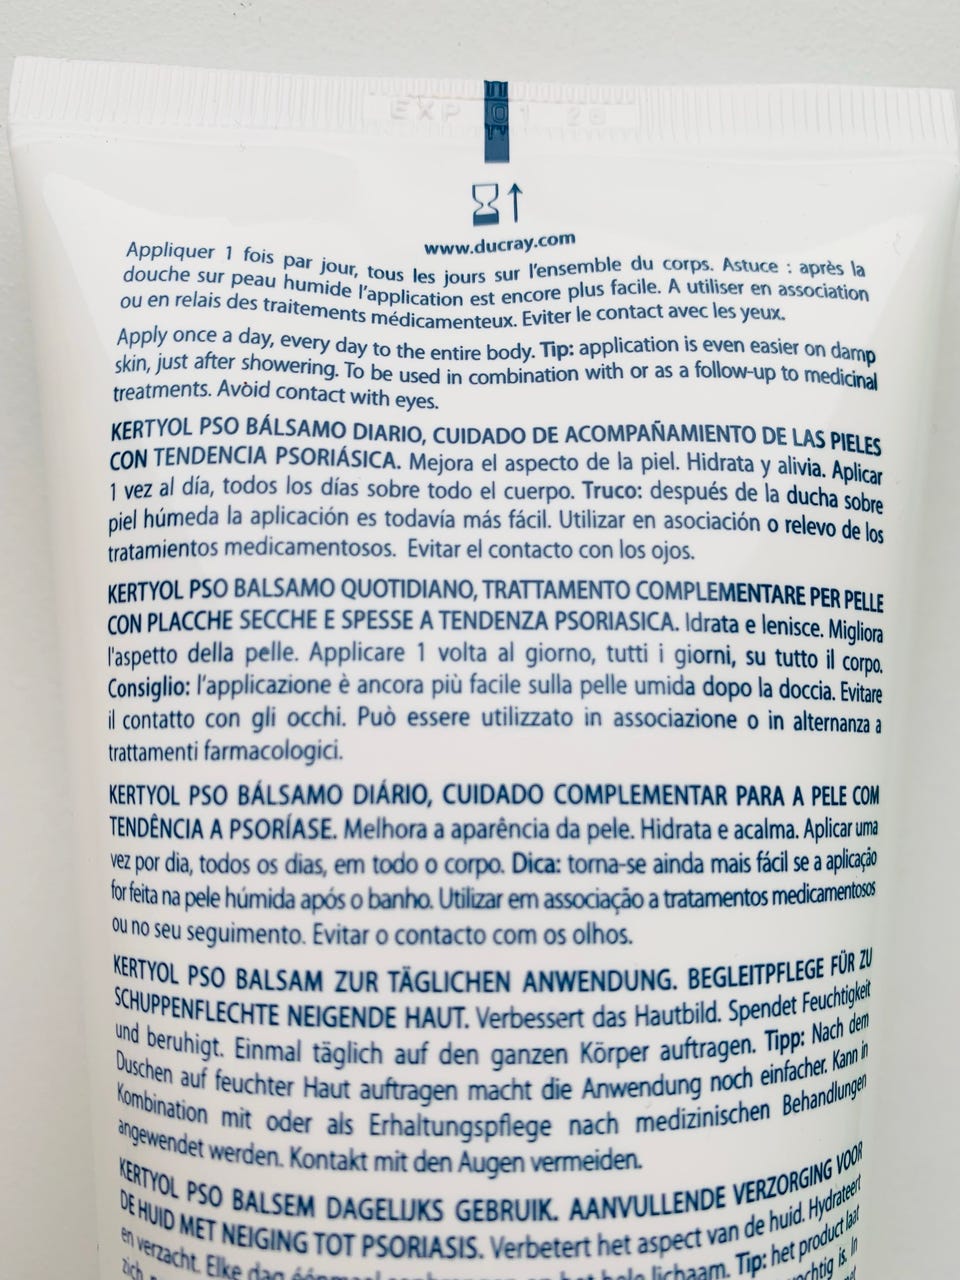 EXP 01 26
www.ducray.com
Appliquer 1 fois par jour, tous les jours sur l'ensemble du corps. Astuce : après la
douche sur peau humide l'application est encore plus facile. A utiliser en association
ou en relais des traitements médicamenteux. Eviter le contact avec les yeux.
Apply once a day, every day to the entire body. Tip: application is even easier on damp
skin, just after showering. To be used in combination with or as a follow-up to medicinal
treatments. Avoid contact with eyes.
KERTYOL PSO BÁLSAMO DIARIO, CUIDADO DE ACOMPAÑAMIENTO DE LAS PIELES
CON TENDENCIA PSORIÁSICA. Mejora el aspecto de la piel. Hidrata y alivia. Aplicar
1 vez al día, todos los días sobre todo el cuerpo. Truco: después de la ducha sobre
piel húmeda la aplicación es todavía más fácil. Utilizar en asociación o relevo de los
tratamientos medicamentosos. Evitar el contacto con los ojos.
KERTYOL PSO BALSAMO QUOTIDIANO, TRATTAMENTO COMPLEMENTARE PER PELLE
CON PLACCHE SECCHE E SPESSE A TENDENZA PSORIASICA. Idrata e lenisce. Migliora
l'aspetto della pelle. Applicare 1 volta al giorno, tutti i giorni, su tutto il corpo.
Consiglio: l'applicazione è ancora più facile sulla pelle umida dopo la doccia. Evitare
il contatto con gli occhi. Può essere utilizzato in associazione o in alternanza a
trattamenti farmacologici.
KERTYOL PSO BÁLSAMO DIÁRIO, CUIDADO COMPLEMENTAR PARA A PELE COM
TENDÊNCIA A PSORÍASE. Melhora a aparência da pele. Hidrata e acalma. Aplicar uma
vez por dia, todos os dias, em todo o corpo. Dica: torna-se ainda mais fácil se a aplicação
for feita na pele húmida após o banho. Utilizar em associação a tratamentos medicamentosos
ou no seu seguimento. Evitar o contacto com os olhos.
KERTYOL PSO BALSAM ZUR TÄGLICHEN ANWENDUNG. BEGLEITPFLEGE FÜR ZU
SCHUPPENFLECHTE NEIGENDE HAUT. Verbessert das Hautbild. Spendet Feuchtigkeit
und beruhigt. Einmal täglich auf den ganzen Körper auftragen. Tipp: Nach dem
Duschen auf feuchter Haut auftragen macht die Anwendung noch einfacher. Kann in
Kombination mit oder als Erhaltungspflege nach medizinischen Behandlungen
angewendet werden. Kontakt mit den Augen vermeiden.
KERTYOL PSO BALSEM DAGELIJKS GEBRUIK. AANVULLENDE VERZORGING VOOR
DE HUID MET NEIGING TOT PSORIASIS. Verbetert het aspect van de huid. Hydrateert
en verzacht. Elke dag éénmaal aanbrengen op het hele lichaam. Tip: het product laat
zich